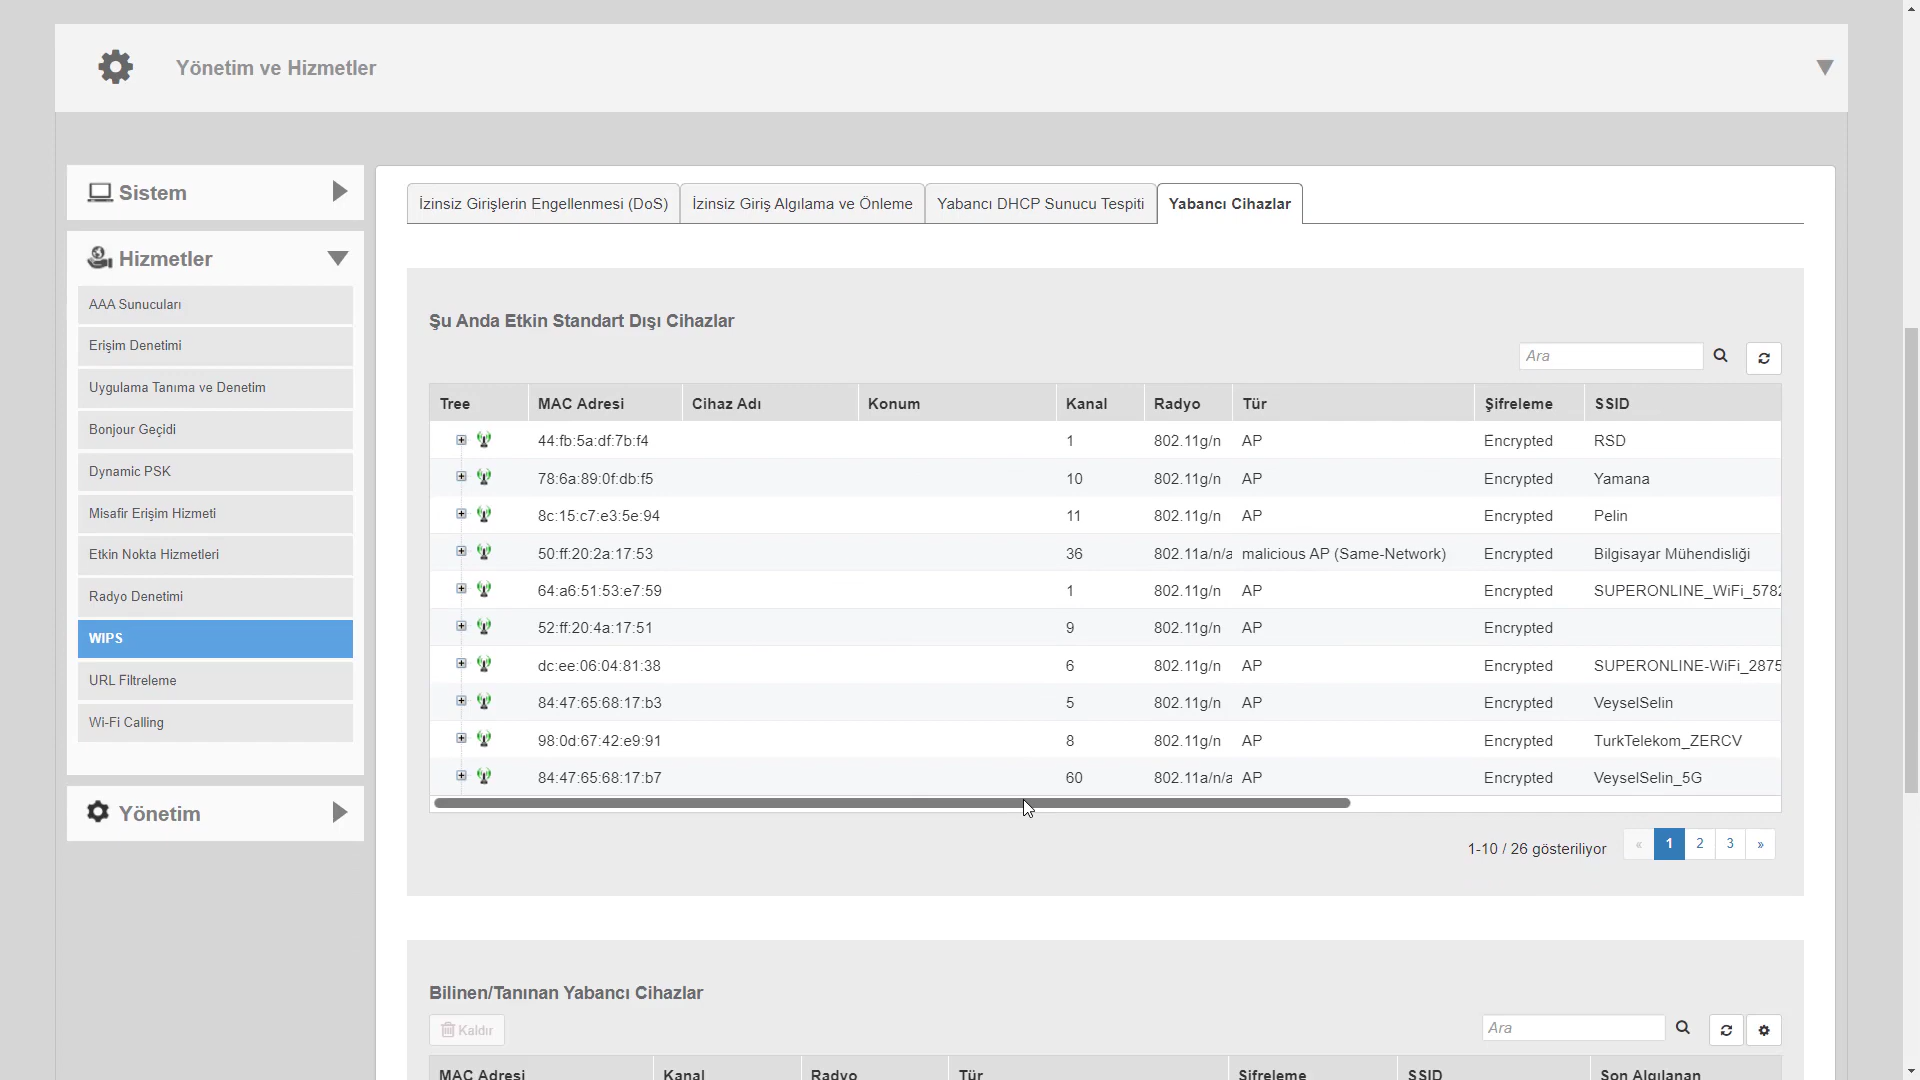 Yönetim ve Hizmetler
Sistem
Hizmetler
AAA Sunucuları
Erişim Denetimi
Uygulama Tanıma ve Denetim
Bonjour Geçidi
Dynamic PSK
Misafir Erişim Hizmeti
Etkin Nokta Hizmetleri
Radyo Denetimi
WIPS
URL Filtreleme
Wi-Fi Calling
Yönetim
İzinsiz Girişlerin Engellenmesi (DoS) İzinsiz Giriş Algılama ve Önleme Yabancı DHCP Sunucu Tespiti Yabancı Cihazlar
Şu Anda Etkin Standart Dışı Cihazlar
Ara
Tree MAC Adresi Cihaz Adı Konum Kanal Radyo Tür Şifreleme SSID
44:fb:5a:df:7b:f4 1 802.11g/n AP Encrypted RSD
78:6a:89:0f:db:f5 10 802.11g/n AP Encrypted Yamana
8c:15:c7:e3:5e:94 11 802.11g/n AP Encrypted Pelin
50:ff:20:2a:17:53 36 802.11a/n/a malicious AP (Same-Network) Encrypted Bilgisayar Mühendisliği
64:a6:51:53:e7:59 1 802.11g/n AP Encrypted SUPERONLINE_WiFi_5782
52:ff:20:4a:17:51 9 802.11g/n AP Encrypted
dc:ee:06:04:81:38 6 802.11g/n AP Encrypted SUPERONLINE-WiFi_2875
84:47:65:68:17:b3 5 802.11g/n AP Encrypted VeyselSelin
98:0d:67:42:e9:91 8 802.11g/n AP Encrypted TurkTelekom_ZERCV
84:47:65:68:17:b7 60 802.11a/n/a AP Encrypted VeyselSelin_5G
1-10 / 26 gösteriliyor « 1 2 3 »
Bilinen/Tanınan Yabancı Cihazlar
Kaldır Ara
MAC Adresi Kanal Radyo Tür Şifreleme SSID Son Algılanan